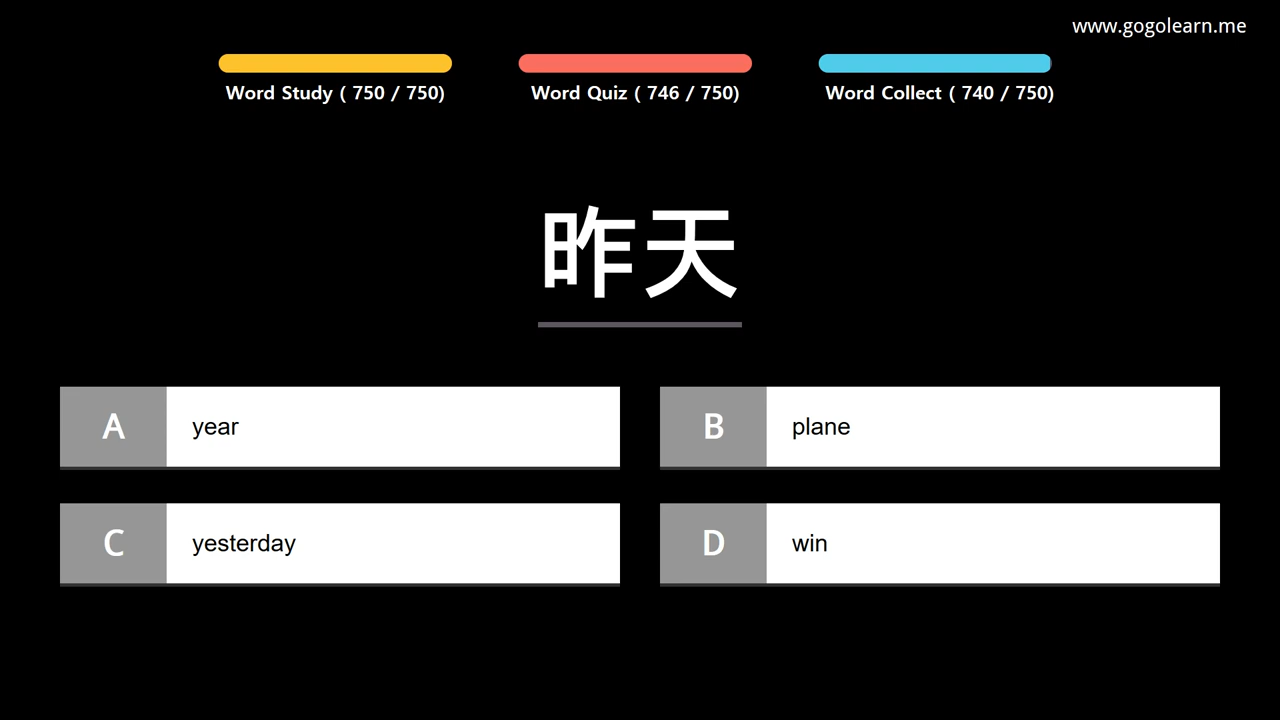 www.gogolearn.me
Word Study ( 750 / 750)
Word Quiz ( 746 / 750)
Word Collect ( 740 / 750)
昨天
A year
B plane
C yesterday
D win